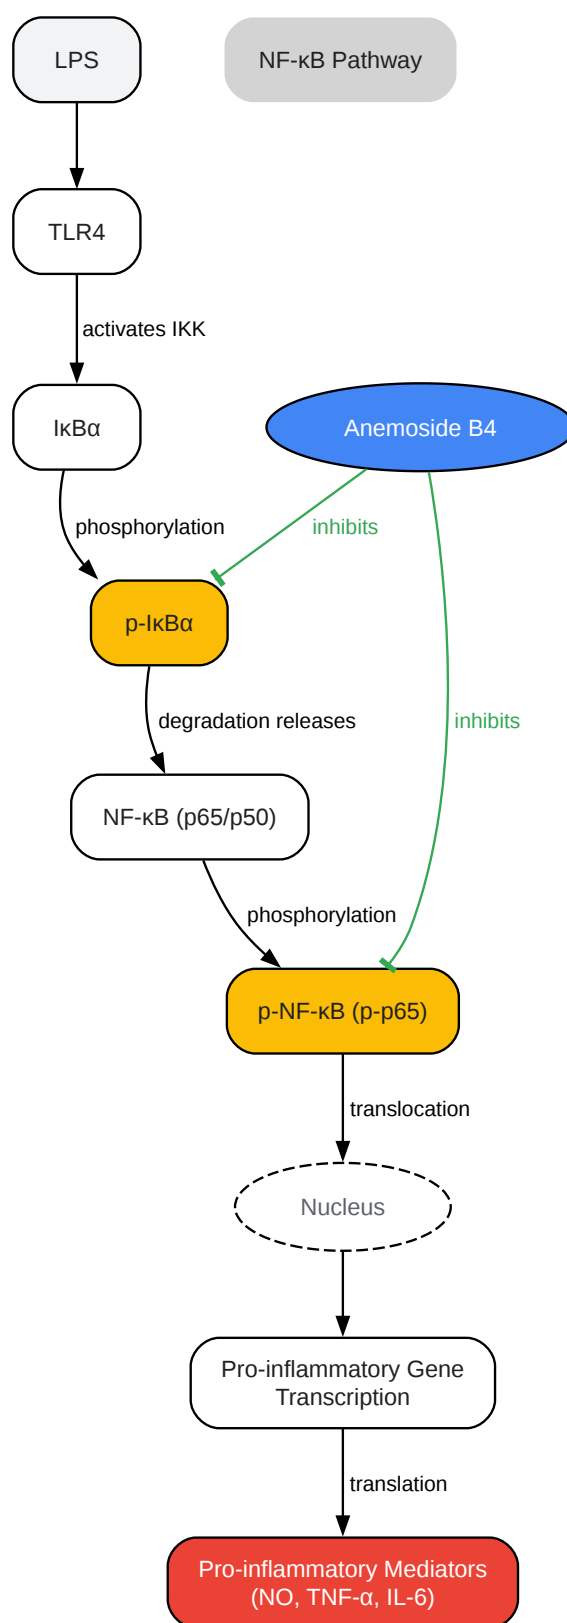 LPS
NF-κB Pathway
TLR4
activates IKK
IκBα
Anemoside B4
phosphorylation
inhibits
p-IκBα
degradation releases
inhibits
NF-κB (p65/p50)
phosphorylation
p-NF-κB (p-p65)
translocation
Nucleus
Pro-inflammatory Gene
Transcription
translation
Pro-inflammatory Mediators
(NO, TNF-α, IL-6)